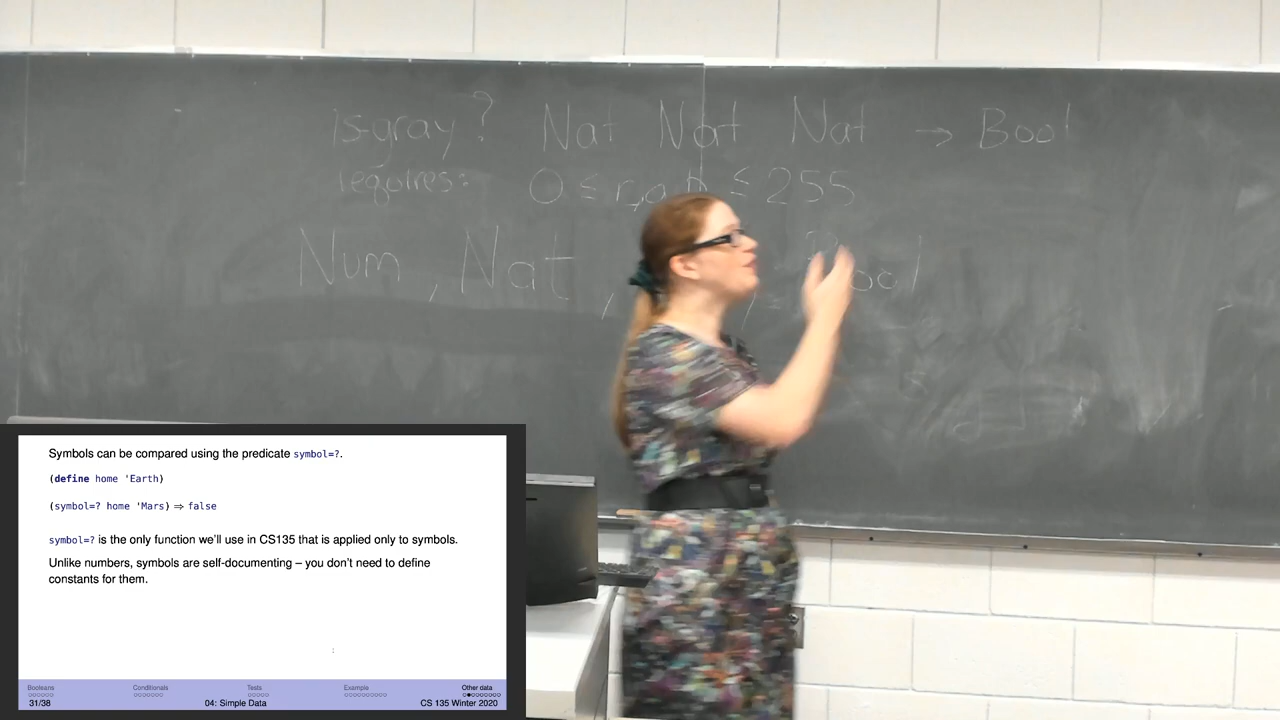 is-gray? Nat Nat Nat → Bool
requires: 0 ≤ r,g,b ≤ 255
Num, Nat,
Symbols can be compared using the predicate symbol=?.
(define home 'Earth)
(symbol=? home 'Mars) ⇒ false
symbol=? is the only function we'll use in CS135 that is applied only to symbols.
Unlike numbers, symbols are self-documenting – you don't need to define
constants for them.
Booleans Conditionals Tests Example Other data
31/38 04: Simple Data CS 135 Winter 2020